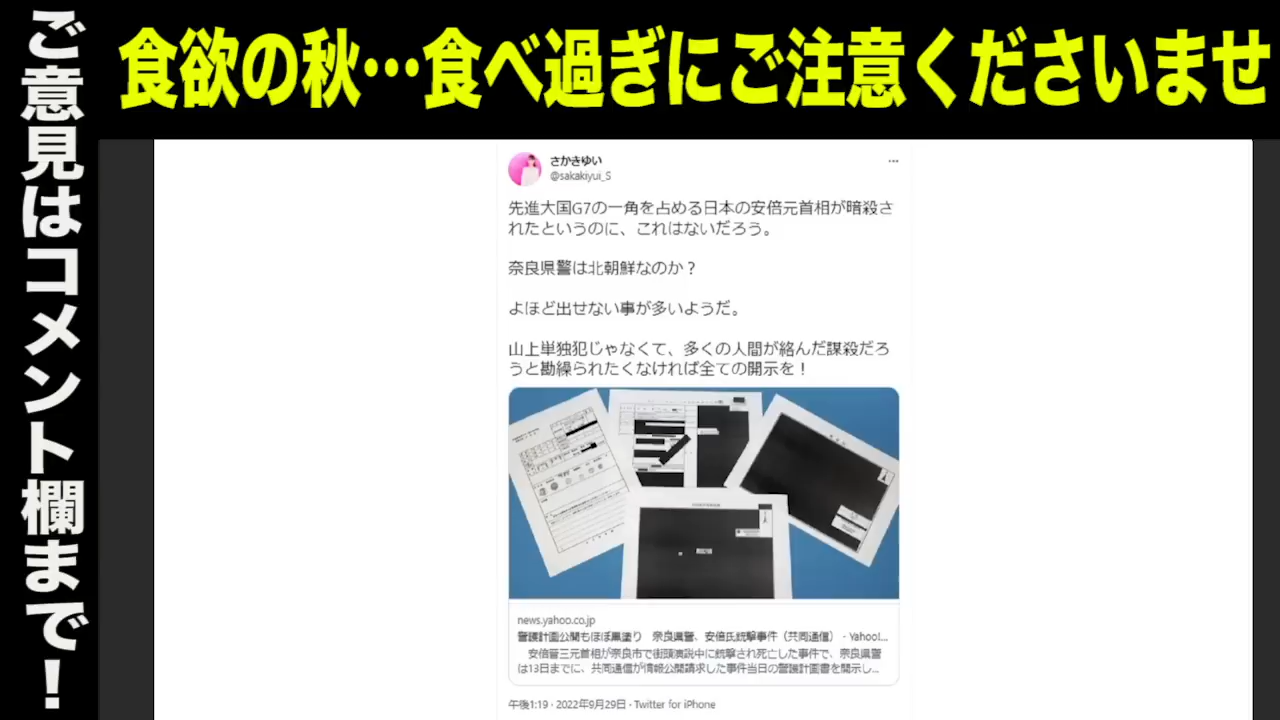 食欲の秋…食べ過ぎにご注意くださいませ
ご意見はコメント欄まで!
さかきゆい
@sakakiyui_S
先進大国G7の一角を占める日本の安倍元首相が暗殺さ
れたというのに、これはないだろう。
奈良県警は北朝鮮なのか?
よほど出せない事が多いようだ。
山上単独犯じゃなくて、多くの人間が絡んだ謀殺だろ
うと勘繰られたくなければ全ての開示を!
news.yahoo.co.jp
警護計画公開もほぼ黒塗り 奈良県警、安倍氏銃撃事件(共同通信) - Yahoo!...
安倍晋三元首相が奈良市で街頭演説中に銃撃され死亡した事件で、奈良県警
は13日までに、共同通信が情報公開請求した事件当日の警護計画書を開示し...
午後1:19 · 2022年9月29日 · Twitter for iPhone